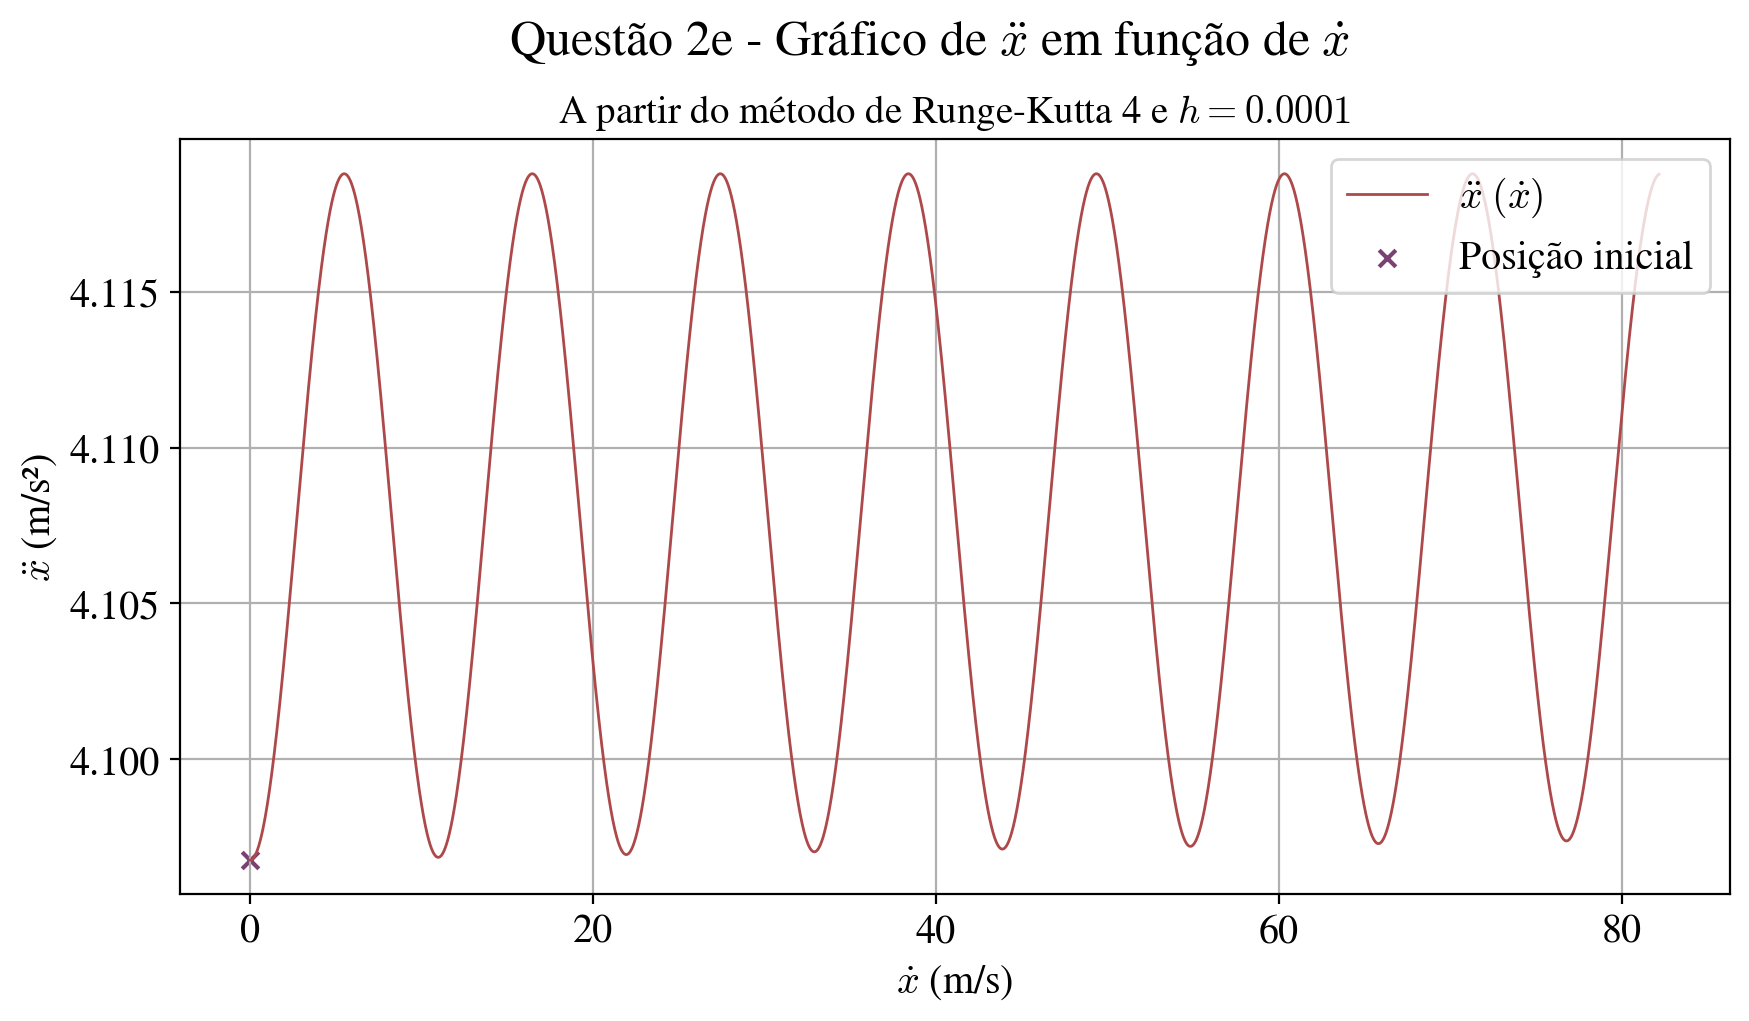 Questão 2e - Gráfico de ẍ em função de ẋ
A partir do método de Runge-Kutta 4 e h = 0.0001
ẍ (ẋ)
Posição inicial
ẍ (m/s²)
4.115
4.110
4.105
4.100
0 20 40 60 80
ẋ (m/s)